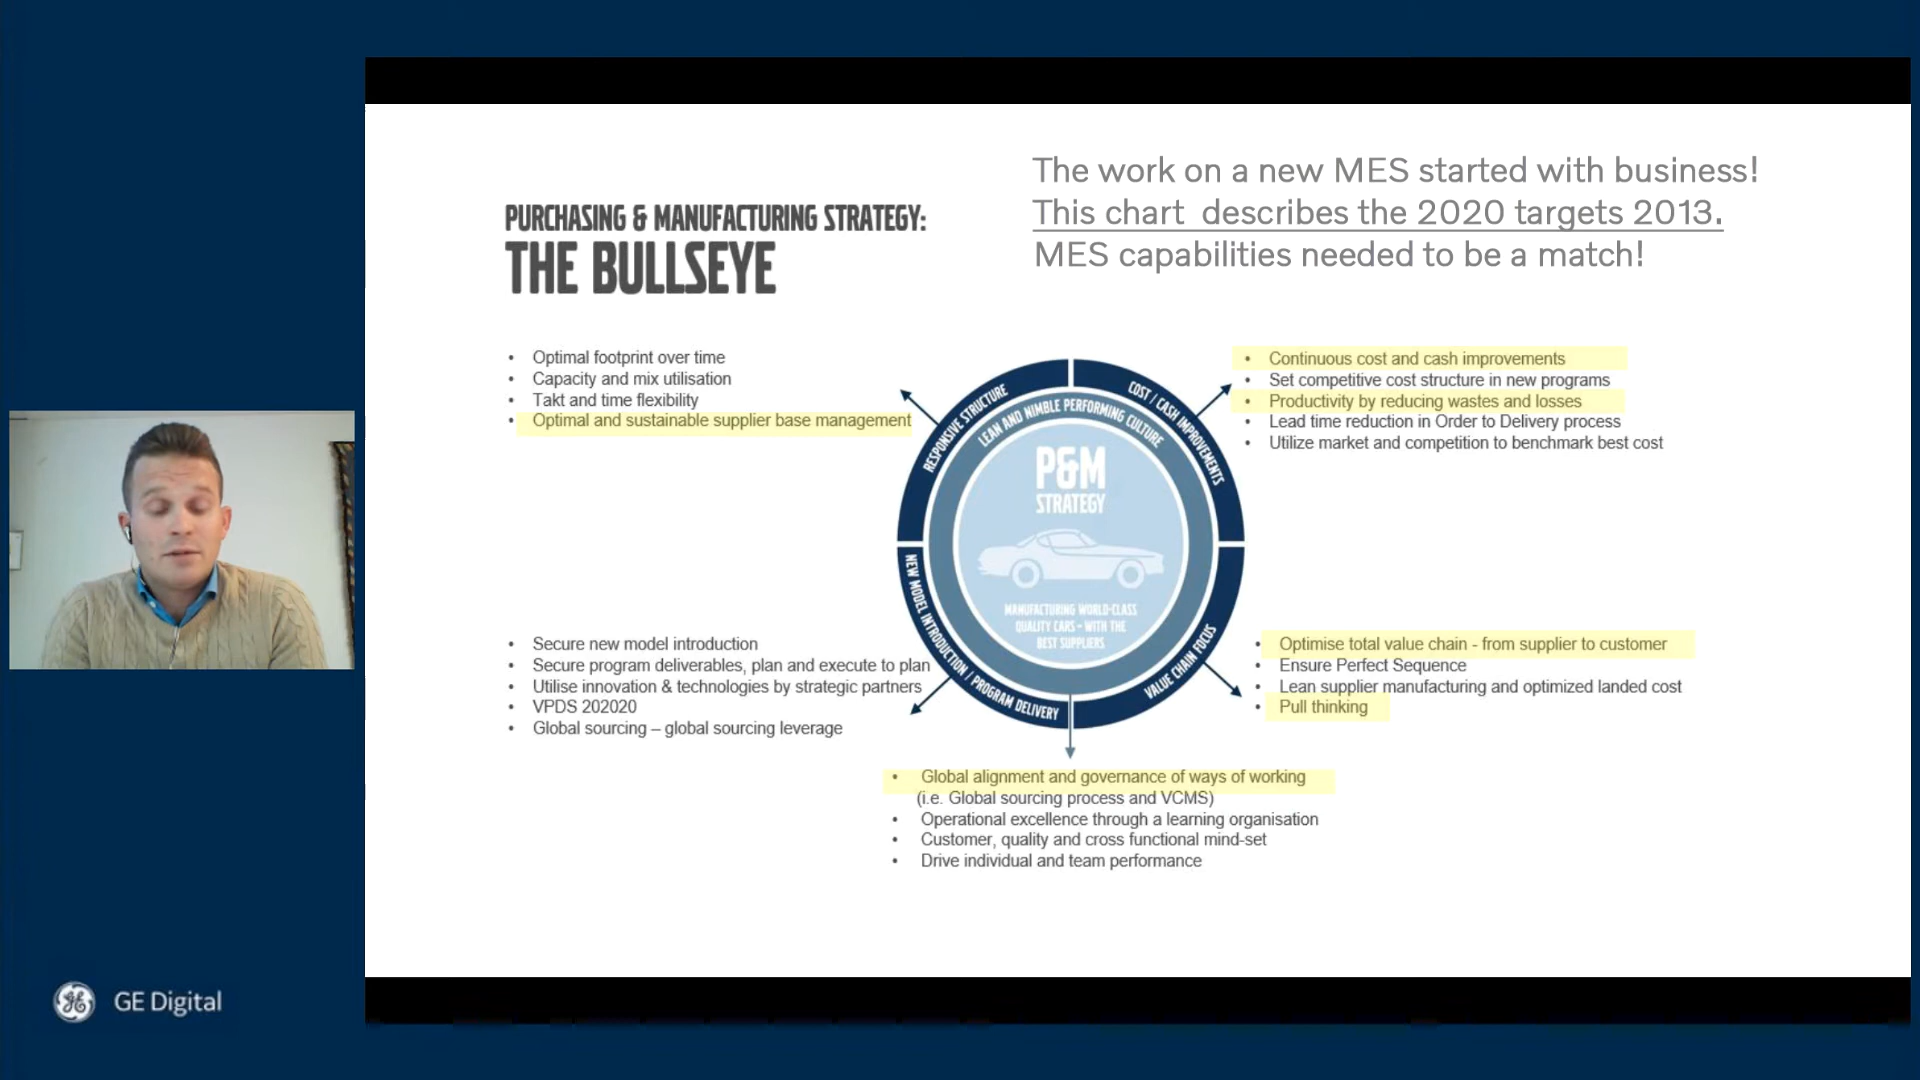 The work on a new MES started with business!
This chart describes the 2020 targets 2013.
MES capabilities needed to be a match!
PURCHASING & MANUFACTURING STRATEGY:
THE BULLSEYE
• Optimal footprint over time
• Capacity and mix utilisation
• Takt and time flexibility
• Optimal and sustainable supplier base management
• Continuous cost and cash improvements
• Set competitive cost structure in new programs
• Productivity by reducing wastes and losses
• Lead time reduction in Order to Delivery process
• Utilize market and competition to benchmark best cost
RESPONSIVE STRUCTURE
COST / CASH IMPROVEMENTS
LEAN AND NIMBLE PERFORMING CULTURE
P&M
STRATEGY
MANUFACTURING WORLD-CLASS
QUALITY CARS - WITH THE
BEST SUPPLIERS
NEW MODEL INTRODUCTION / PROGRAM DELIVERY
VALUE CHAIN FOCUS
• Secure new model introduction
• Secure program deliverables, plan and execute to plan
• Utilise innovation & technologies by strategic partners
• VPDS 202020
• Global sourcing – global sourcing leverage
• Optimise total value chain - from supplier to customer
• Ensure Perfect Sequence
• Lean supplier manufacturing and optimized landed cost
• Pull thinking
• Global alignment and governance of ways of working
(i.e. Global sourcing process and VCMS)
• Operational excellence through a learning organisation
• Customer, quality and cross functional mind-set
• Drive individual and team performance
GE Digital